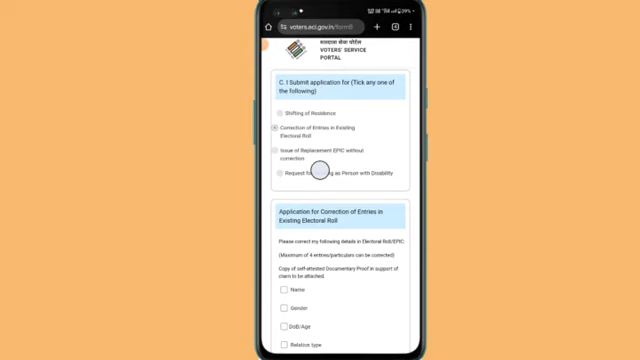 39%
voters.eci.gov.in/form8
4
मतदाता सेवा पोर्टल
VOTERS' SERVICE
PORTAL
C. I Submit application for (Tick any one of
the following)
Shifting of Residence
Correction of Entries in Existing
Electoral Roll
Issue of Replacement EPIC without
correction
Request for as Person with Disability
Application for Correction of Entries in
Existing Electoral Roll
Please correct my following details in Electoral Roll/EPIC:
(Maximum of 4 entries/particulars can be corrected)
Copy of self-attested Documentary Proof in support of
claim to be attached.
Name
Gender
DoB/Age
Relation type